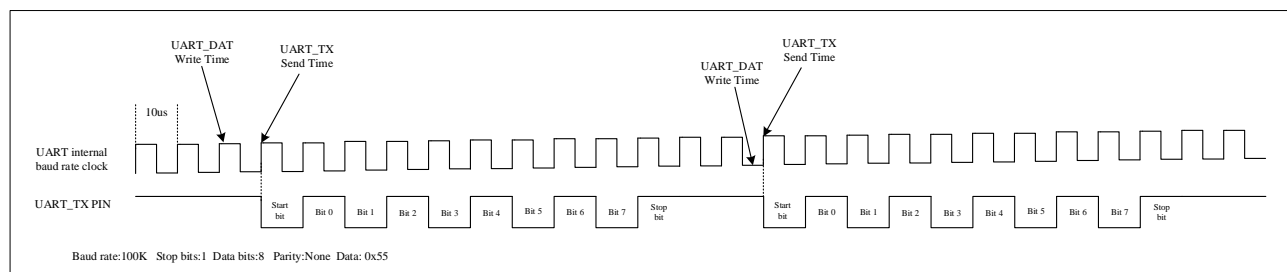 UART_DAT
Write Time
UART_TX
Send Time
UART_DAT
Write Time
UART_TX
Send Time
10us
UART internal
baud rate clock
UART_TX PIN
Start
bit
Bit 0
Bit 1
Bit 2
Bit 3
Bit 4
Bit 5
Bit 6
Bit 7
Stop
bit
Start
bit
Bit 0
Bit 1
Bit 2
Bit 3
Bit 4
Bit 5
Bit 6
Bit 7
Stop
bit
Baud rate:100K Stop bits:1 Data bits:8 Parity:None Data: 0x55